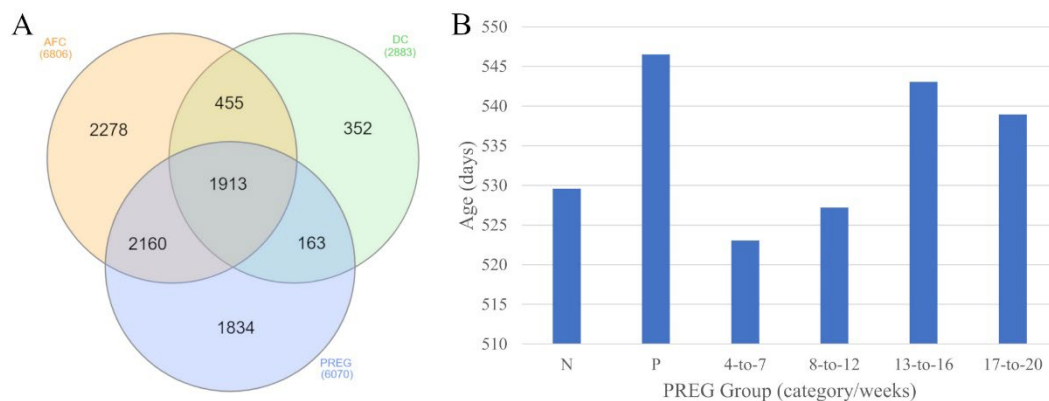 A
AFC
(6806)
DC
(2883)
455
2278
352
1913
2160
163
1834
PREG
(6070)
B
Age (days)
550
545
540
535
530
525
520
515
510
N P 4-to-7 8-to-12 13-to-16 17-to-20
PREG Group (category/weeks)